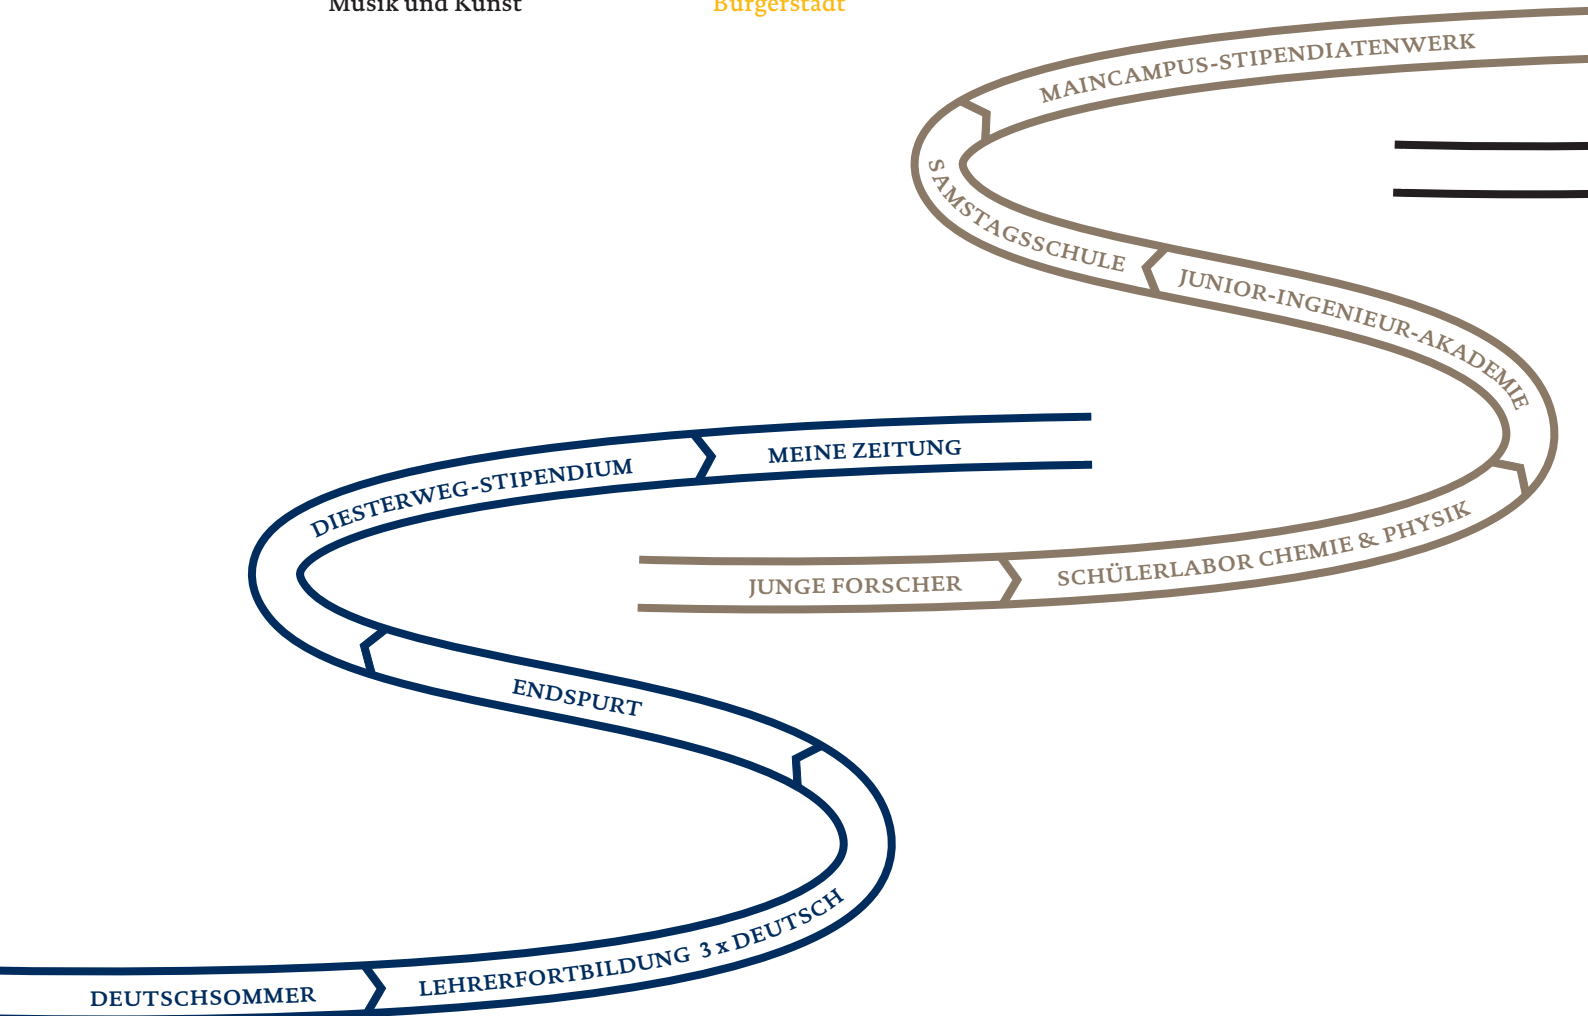 Musik und Kunst
Bürgerstadt
MAINCAMPUS-STIPENDIATENWERK
SAMSTAGSSCHULE
JUNIOR-INGENIEUR-AKADEMIE
MEINE ZEITUNG
DIESTERWEG-STIPENDIUM
SCHÜLERLABOR CHEMIE & PHYSIK
JUNGE FORSCHER
ENDSPURT
LEHRERFORTBILDUNG 3 x DEUTSCH
DEUTSCHSOMMER